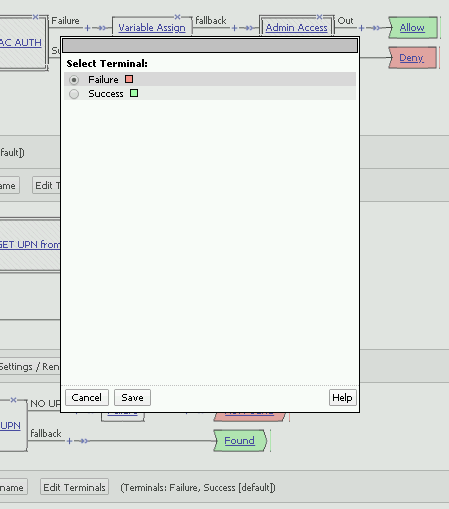 Failure
fallback
Out
AC AUTH
Variable Assign
Admin Access
Allow
Deny
Select Terminal:
Failure
Success
fault])
ame
Edit T
GET UPN from
Settings / Ren
NO UP
UPN
fallback
Found
Cancel
Save
Help
name
Edit Terminals
(Terminals: Failure, Success [default])